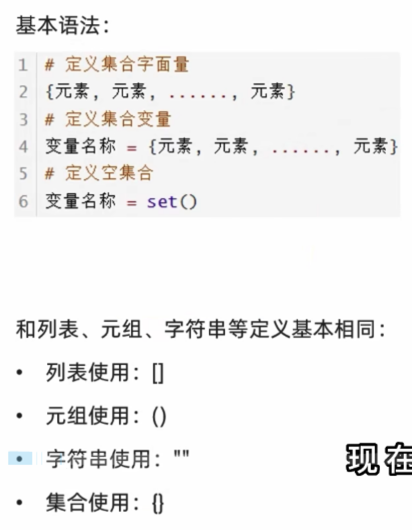 基本语法：
1 # 定义集合字面量
2 {元素, 元素, ......, 元素}
3 # 定义集合变量
4 变量名称 = {元素, 元素, ......, 元素}
5 # 定义空集合
6 变量名称 = set()
和列表、元组、字符串等定义基本相同：
• 列表使用：[]
• 元组使用：()
• 字符串使用：""
现在
• 集合使用：{}